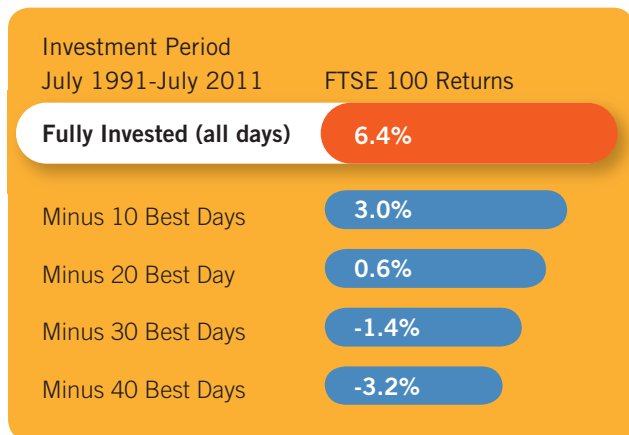 Investment Period
July 1991-July 2011 FTSE 100 Returns
Fully Invested (all days) 6.4%
Minus 10 Best Days 3.0%
Minus 20 Best Day 0.6%
Minus 30 Best Days -1.4%
Minus 40 Best Days -3.2%